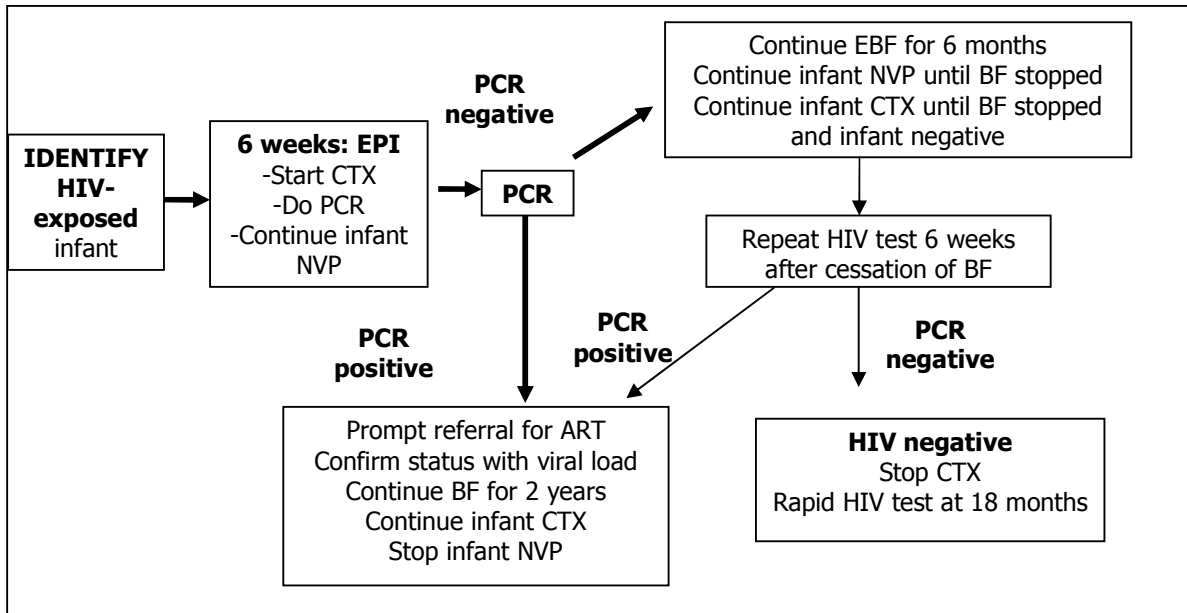 IDENTIFY
HIV-
exposed
infant
6 weeks: EPI
-Start CTX
-Do PCR
-Continue infant
NVP
PCR
PCR
negative
Continue EBF for 6 months
Continue infant NVP until BF stopped
Continue infant CTX until BF stopped
and infant negative
Repeat HIV test 6 weeks
after cessation of BF
PCR
positive
PCR
positive
PCR
negative
Prompt referral for ART
Confirm status with viral load
Continue BF for 2 years
Continue infant CTX
Stop infant NVP
HIV negative
Stop CTX
Rapid HIV test at 18 months